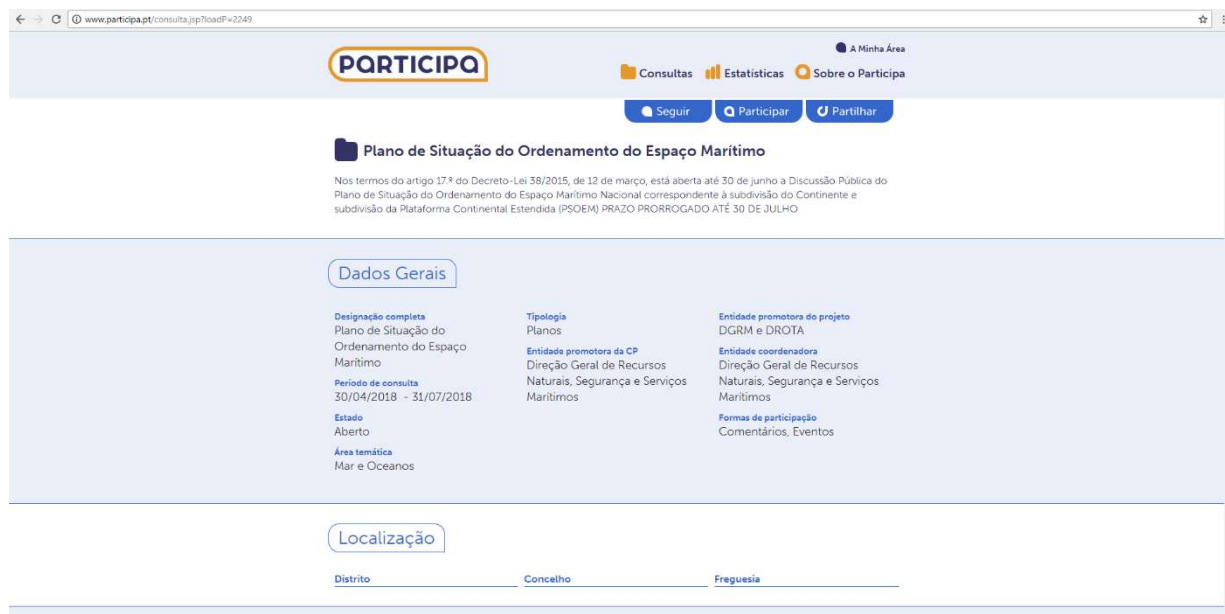 www.participa.pt/consulta.jsp?loadP=2249
PARTICIPA
A Minha Área
Consultas
Estatísticas
Sobre o Participa
Seguir
Participar
Partilhar
Plano de Situação do Ordenamento do Espaço Marítimo
Nos termos do artigo 17.º do Decreto-Lei 38/2015, de 12 de março, está aberta até 30 de junho a Discussão Pública do
Plano de Situação do Ordenamento do Espaço Marítimo Nacional correspondente à subdivisão do Continente e
subdivisão da Plataforma Continental Estendida (PSOEM) PRAZO PRORROGADO ATÉ 30 DE JULHO
Dados Gerais
Designação completa
Plano de Situação do
Ordenamento do Espaço
Marítimo
Período de consulta
30/04/2018 - 31/07/2018
Estado
Aberto
Área temática
Mar e Oceanos
Tipologia
Planos
Entidade promotora da CP
Direção Geral de Recursos
Naturais, Segurança e Serviços
Marítimos
Entidade promotora do projeto
DGRM e DROTA
Entidade coordenadora
Direção Geral de Recursos
Naturais, Segurança e Serviços
Marítimos
Formas de participação
Comentários, Eventos
Localização
Distrito
Concelho
Freguesia